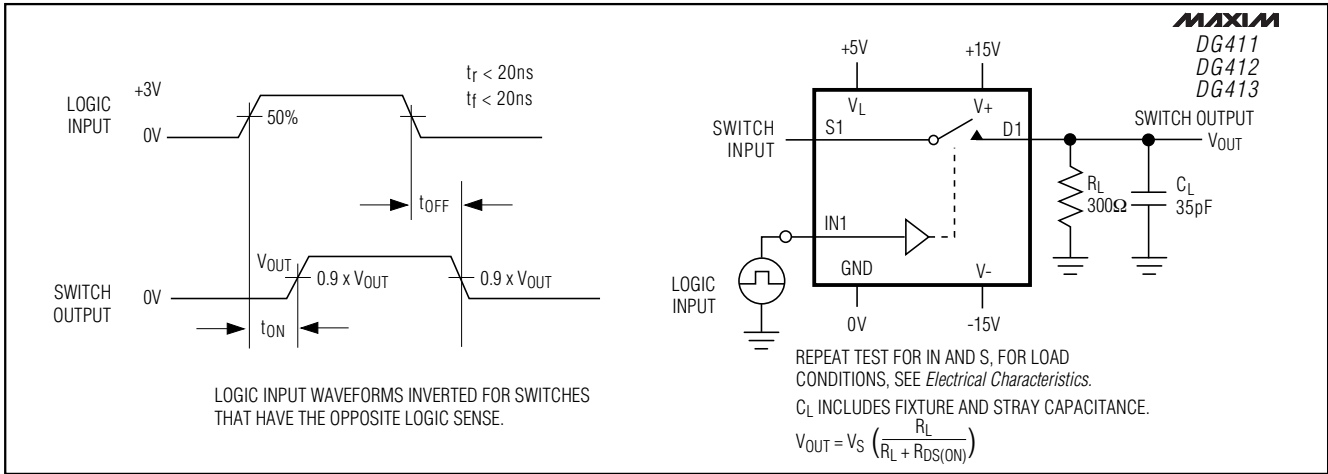 MAXIM
DG411
DG412
DG413
LOGIC
INPUT
+3V
0V
50%
tr < 20ns
tf < 20ns
tOFF
SWITCH
OUTPUT
VOUT
0V
0.9 x VOUT
0.9 x VOUT
tON
LOGIC INPUT WAVEFORMS INVERTED FOR SWITCHES
THAT HAVE THE OPPOSITE LOGIC SENSE.
+5V
+15V
VL
V+
SWITCH
INPUT
S1
D1
SWITCH OUTPUT
VOUT
RL
300Ω
CL
35pF
IN1
LOGIC
INPUT
GND
V-
0V
-15V
REPEAT TEST FOR IN AND S, FOR LOAD
CONDITIONS, SEE Electrical Characteristics.
CL INCLUDES FIXTURE AND STRAY CAPACITANCE.
VOUT = VS (RL / RL + RDS(ON))